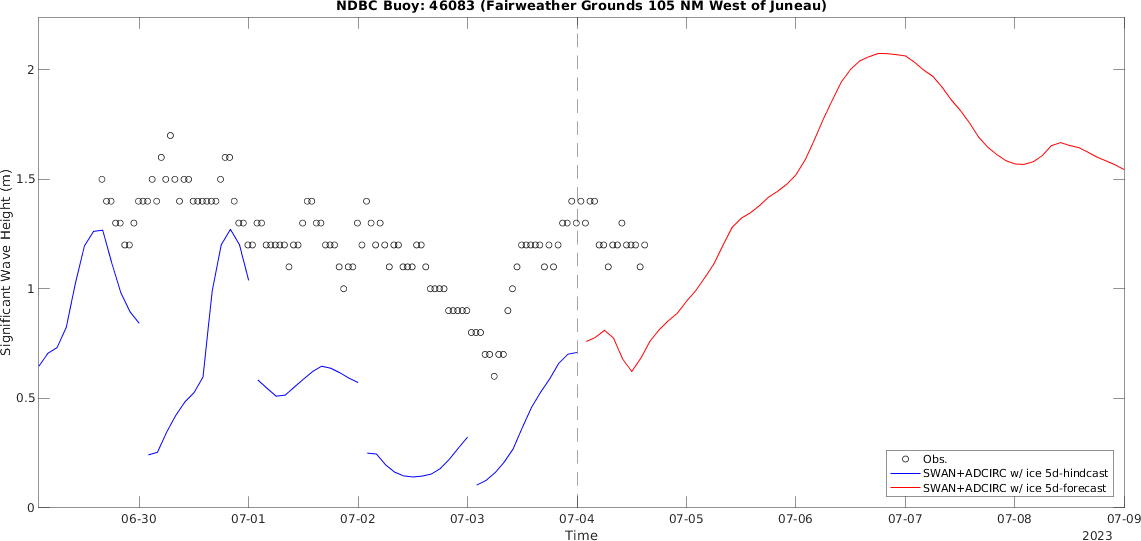 NDBC Buoy: 46083 (Fairweather Grounds 105 NM West of Juneau)
Significant Wave Height (m)
2
1.5
1
0.5
0
Obs.
SWAN+ADCIRC w/ ice 5d-hindcast
SWAN+ADCIRC w/ ice 5d-forecast
06-30 07-01 07-02 07-03 07-04 07-05 07-06 07-07 07-08 07-09
Time
2023